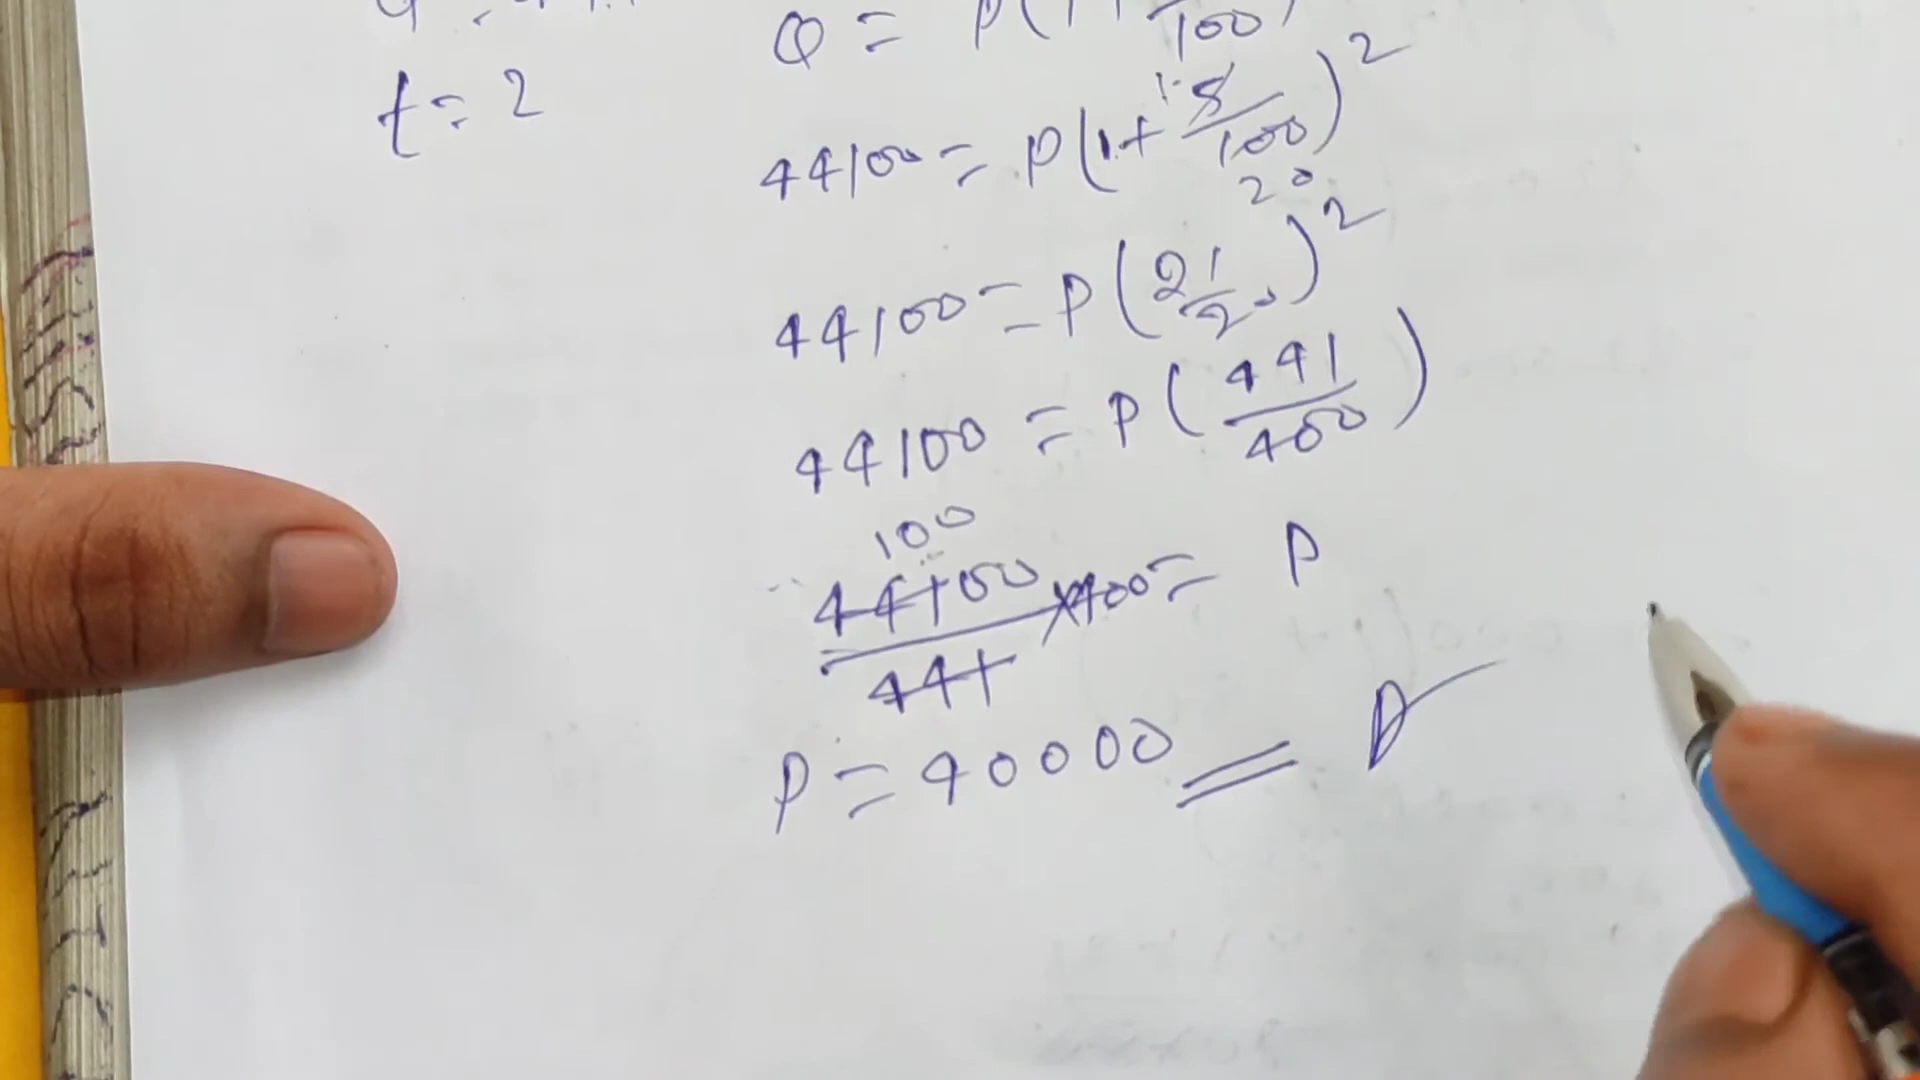 t = 2
Q = P(1+ /100)
44100 = P(1+ 5/100)²
20
44100 = P(21/20)²
44100 = P(441/400)
100
44100/441 ×400 = P
P = 40000 D